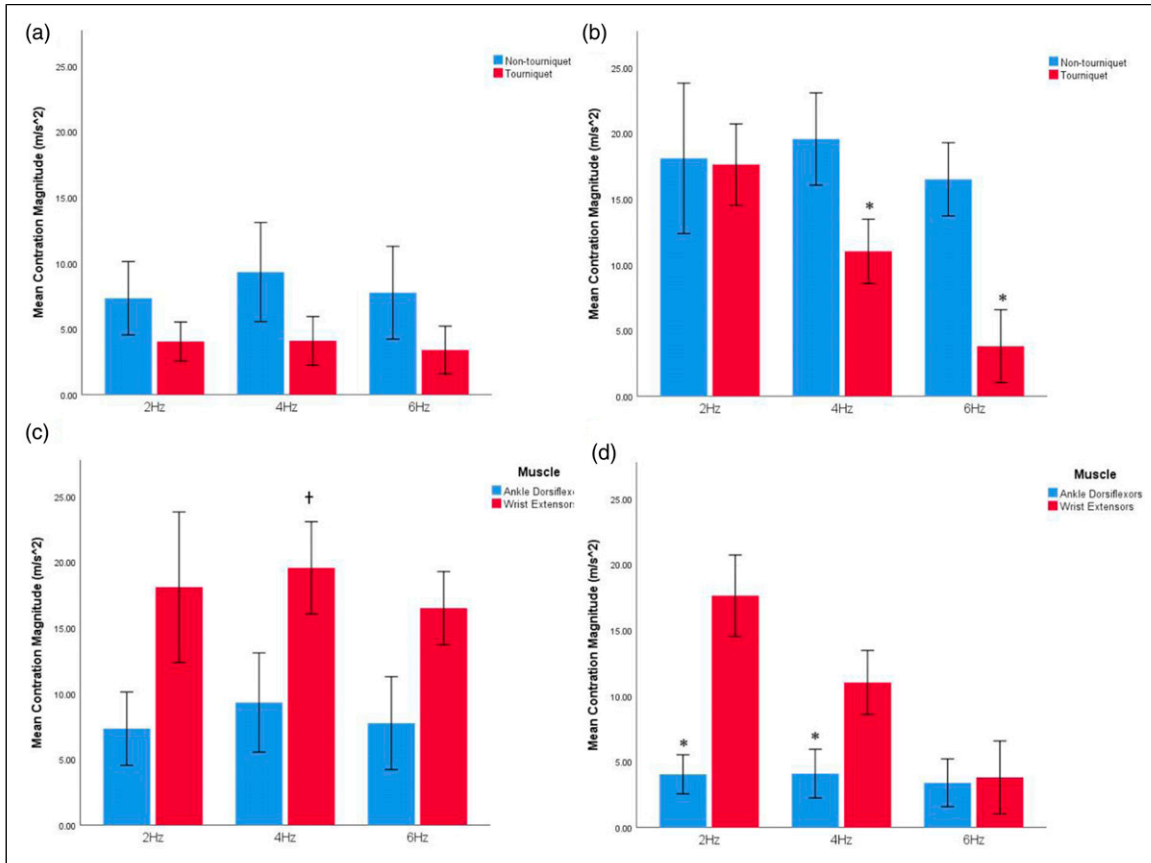 (a)
Non-tourniquet
Tourniquet
Mean Contration Magnitude (m/s^2)
25.00
20.00
15.00
10.00
5.00
0.00
2Hz 4Hz 6Hz
(b)
Non-tourniquet
Tourniquet
Mean Contration Magnitude (m/s^2)
25.00
20.00
15.00
10.00
5.00
0.00
*
*
2Hz 4Hz 6Hz
(c)
Muscle
Ankle Dorsiflex
Wrist Extensors
Mean Contration Magnitude (m/s^2)
25.00
20.00
15.00
10.00
5.00
0.00
†
2Hz 4Hz 6Hz
(d)
Muscle
Ankle Dorsiflexors
Wrist Extensors
Mean Contration Magnitude (m/s^2)
25.00
20.00
15.00
10.00
5.00
0.00
*
*
2Hz 4Hz 6Hz